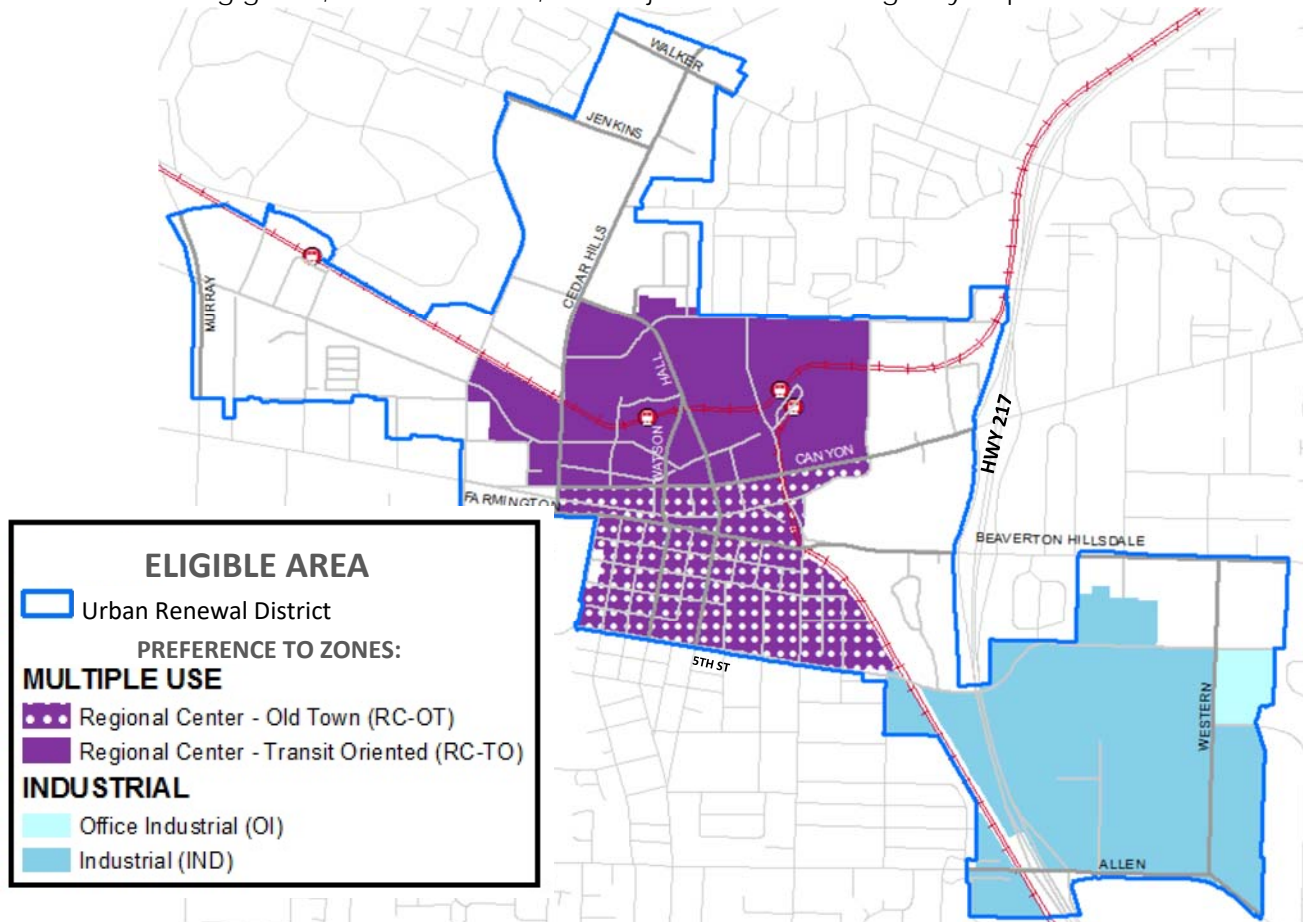 WALKER
JENKINS
CEDAR HILLS
MURRAY
HALL
WATSON
CANYON
HWY 217
FARMINGTON
BEAVERTON HILLSDALE
5TH ST
WESTERN
ALLEN
ELIGIBLE AREA
Urban Renewal District
PREFERENCE TO ZONES:
MULTIPLE USE
Regional Center - Old Town (RC-OT)
Regional Center - Transit Oriented (RC-TO)
INDUSTRIAL
Office Industrial (OI)
Industrial (IND)